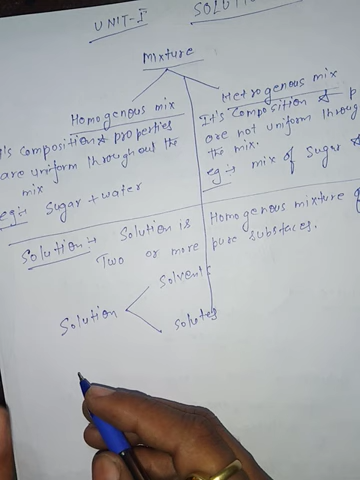 UNIT-I
SOLUTIO
Mixture
Homogenous mix
It's composition & properties
are uniform throughout the
mix
eg:- Sugar + water
Hetrogenous mix
It's composition & p
are not uniform throug
the mix.
eg:- mix of Sugar &
Solution:- Solution is Homogenous mixture of
Two or more pure substaces.
Solution
Solvents
Solutes